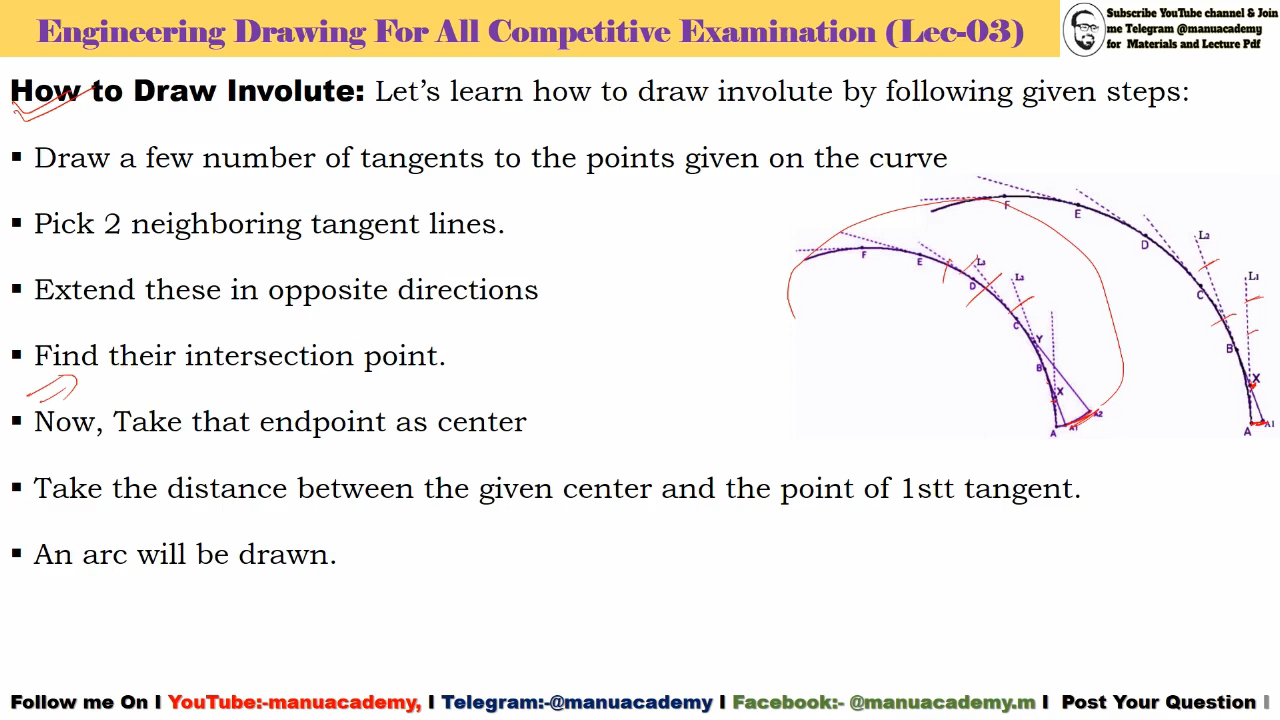 Engineering Drawing For All Competitive Examination (Lec-03)
Subscribe YouTube channel & Join
me Telegram @manuacademy
for Materials and Lecture Pdf
How to Draw Involute: Let's learn how to draw involute by following given steps:
▪ Draw a few number of tangents to the points given on the curve
▪ Pick 2 neighboring tangent lines.
▪ Extend these in opposite directions
▪ Find their intersection point.
▪ Now, Take that endpoint as center
▪ Take the distance between the given center and the point of 1stt tangent.
▪ An arc will be drawn.
F
E
D
L3
L2
C
Y
B
X
A2
A
A1
F
E
D
L2
C
L1
B
X
A
A1
Follow me On I YouTube:-manuacademy, I Telegram:-@manuacademy I Facebook:- @manuacademy.m I Post Your Question I